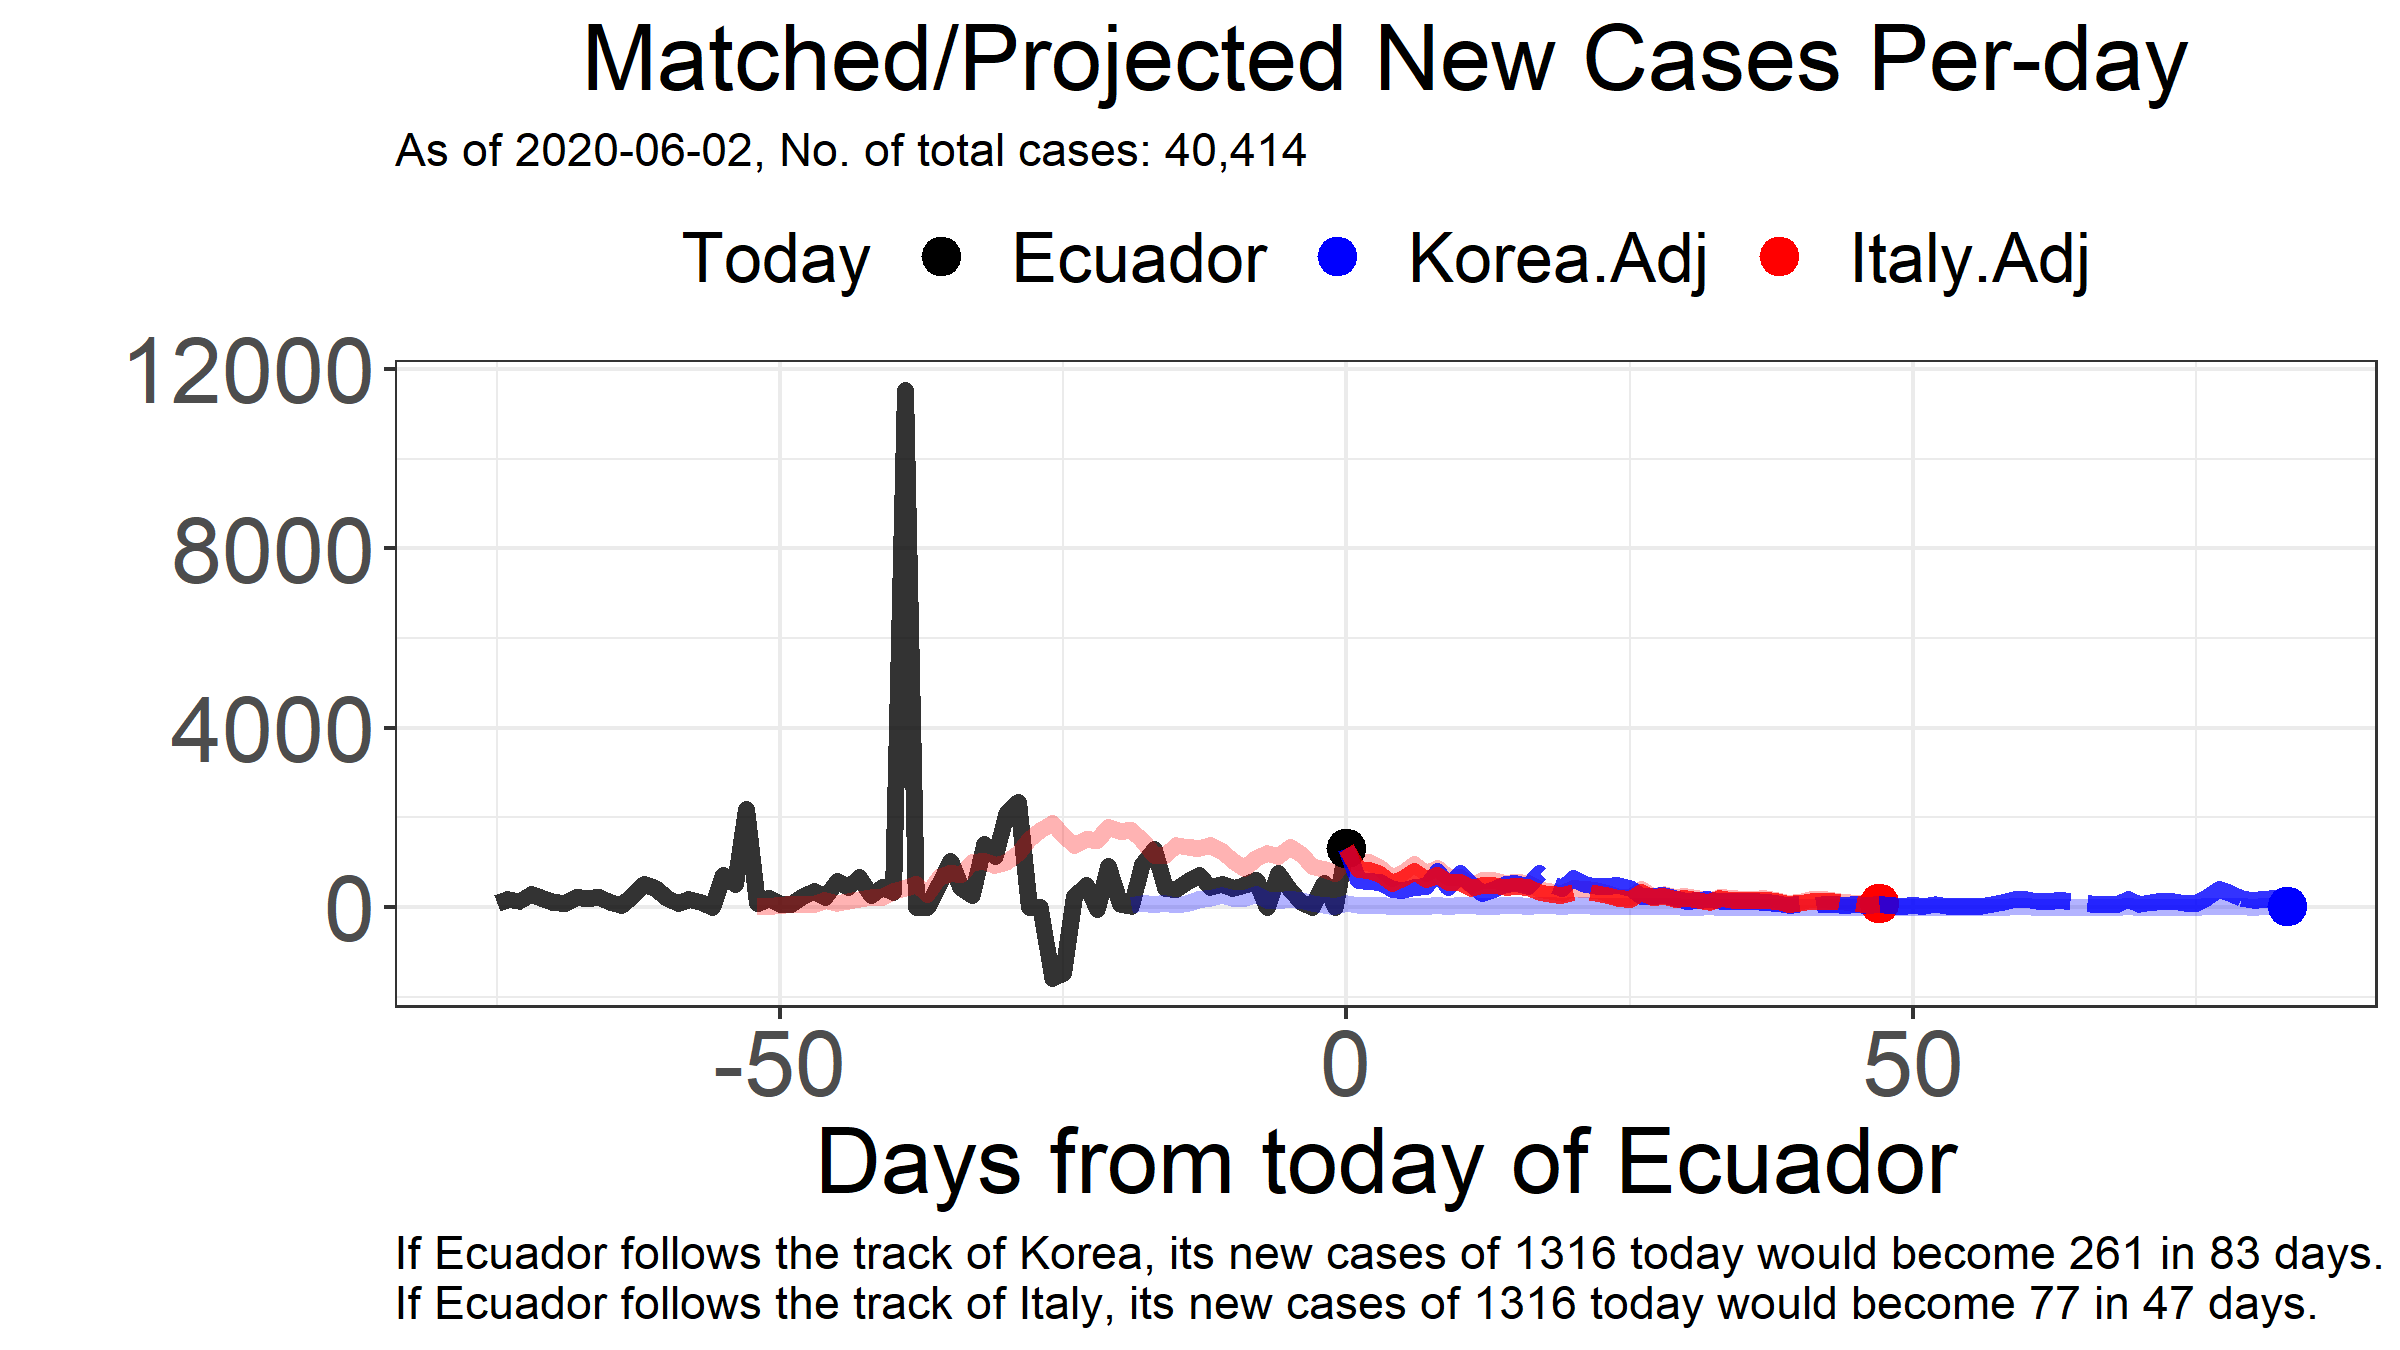 Matched/Projected New Cases Per-day
As of 2020-06-02, No. of total cases: 40,414
Today Ecuador Korea.Adj Italy.Adj
12000
8000
4000
0
-50 0 50
Days from today of Ecuador
If Ecuador follows the track of Korea, its new cases of 1316 today would become 261 in 83 days.
If Ecuador follows the track of Italy, its new cases of 1316 today would become 77 in 47 days.